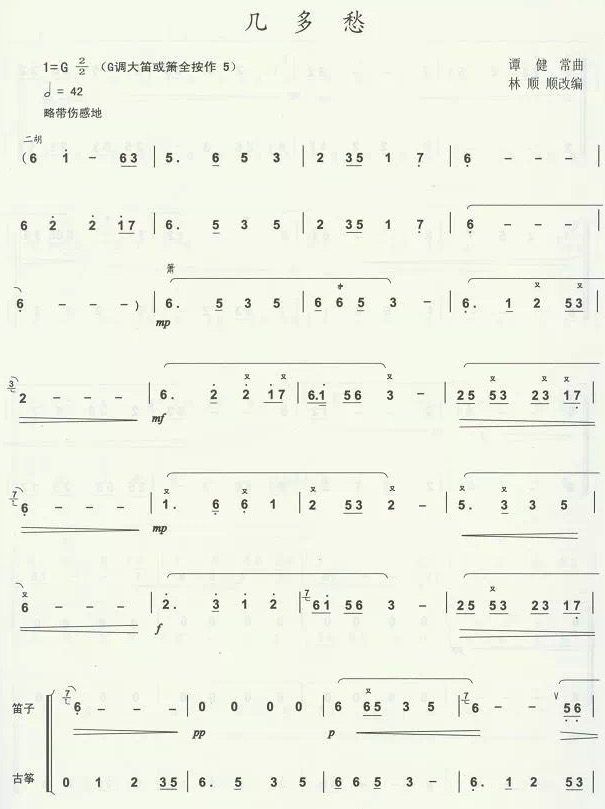 几 多 愁
1=G 2/2 （G调大笛或箫全按作 5）
谭 健 常曲
= 42
林 顺 顺改编
略带伤感地
二胡
(6 1 - 63 | 5. 6 5 3 | 2 35 1 7 | 6 - - - |
6 2 2 17 | 6. 5 3 5 | 2 35 1 7 | 6 - - - |
箫
6 - - - ) | 6. 5 3 5 | 6 6 5 3 - | 6. 1 2 53 |
mp
3 2 - - - | 6. 2 2 17 | 6.1 56 3 - | 25 53 23 17 |
mf
7 6 - - - | 1. 6 6 1 | 2 53 2 - | 5. 3 3 5 |
mp
6 - - - | 2. 3 1 2 | 7 61 56 3 - | 25 53 23 17 |
f
笛子 7 6 - - - | 0 0 0 0 | 6 65 3 5 | 7 6 - - 56 |
pp p
古筝 0 1 2 35 | 6. 5 3 5 | 6 6 5 3 - | 6. 1 2 53 |